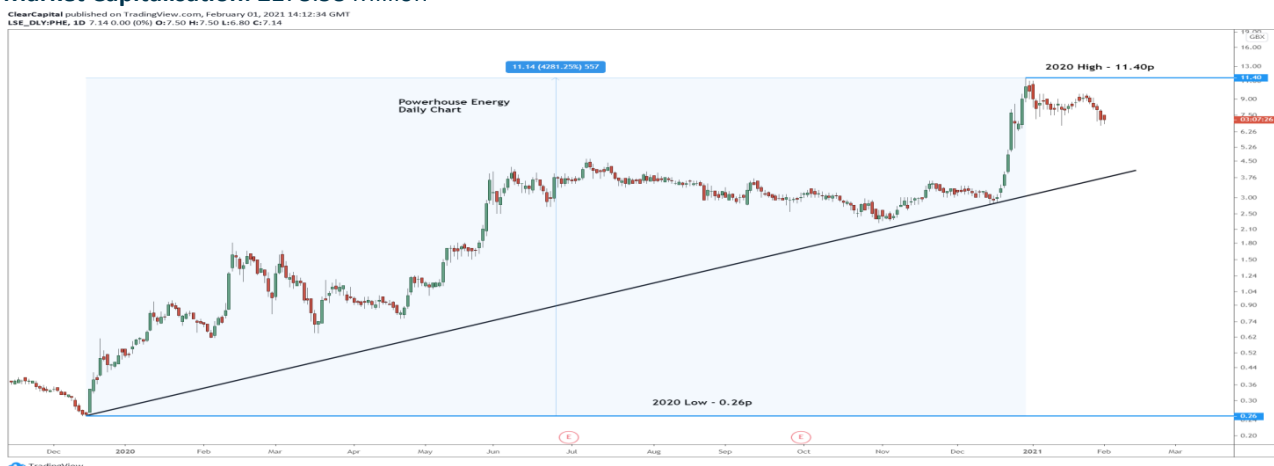 ClearCapital published on TradingView.com, February 01, 2021 14:12:34 GMT
LSE_DLY:PHE, 1D 7.14 0.00 (0%) O:7.50 H:7.50 L:6.80 C:7.14
GBX
16.00
11.14 (4281.25%) 557
2020 High - 11.40p
13.00
11.40
Powerhouse Energy
Daily Chart
9.00
7.50
01:07:26
6.26
5.26
4.50
3.76
3.00
2.50
2.10
1.80
1.50
1.24
1.04
0.90
0.74
0.62
0.52
0.44
0.36
0.30
2020 Low - 0.26p
0.26
0.20
E E
Dec 2020 Feb Mar Apr May Jun Jul Aug Sep Oct Nov Dec 2021 Feb Mar